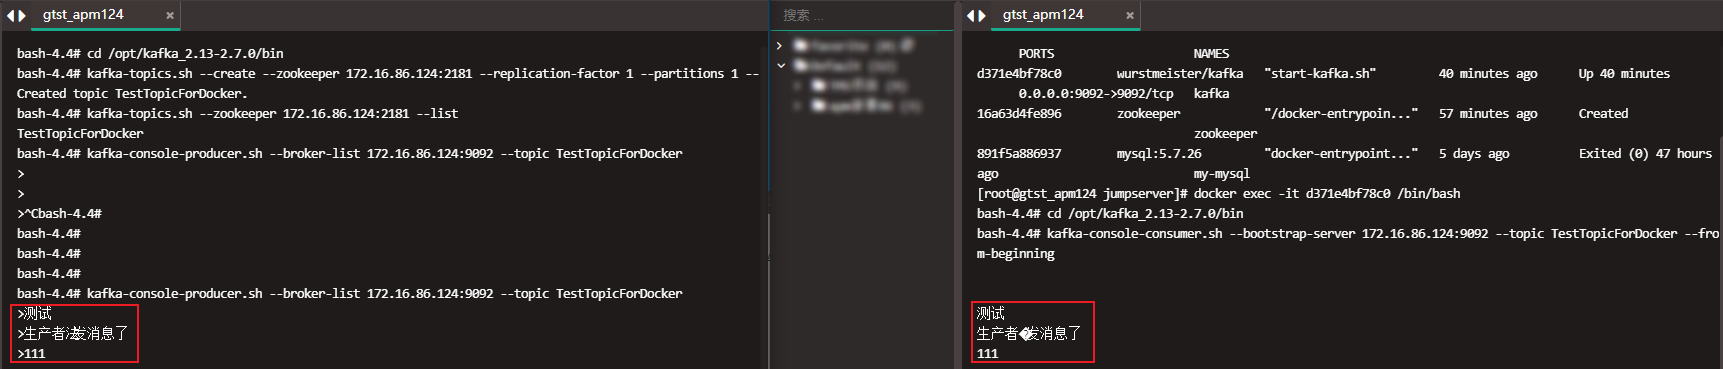 gtst_apm124 ×
bash-4.4# cd /opt/kafka_2.13-2.7.0/bin
bash-4.4# kafka-topics.sh --create --zookeeper 172.16.86.124:2181 --replication-factor 1 --partitions 1 --
Created topic TestTopicForDocker.
bash-4.4# kafka-topics.sh --zookeeper 172.16.86.124:2181 --list
TestTopicForDocker
bash-4.4# kafka-console-producer.sh --broker-list 172.16.86.124:9092 --topic TestTopicForDocker
>
>
>^Cbash-4.4#
bash-4.4#
bash-4.4#
bash-4.4#
bash-4.4# kafka-console-producer.sh --broker-list 172.16.86.124:9092 --topic TestTopicForDocker
>测试
>生产者发消息了
>111
搜索 ...
gtst_apm124 ×
PORTS NAMES
d371e4bf78c0 wurstmeister/kafka "start-kafka.sh" 40 minutes ago Up 40 minutes
0.0.0.0:9092->9092/tcp kafka
16a63d4fe896 zookeeper "/docker-entrypoin..." 57 minutes ago Created
zookeeper
891f5a886937 mysql:5.7.26 "docker-entrypoint..." 5 days ago Exited (0) 47 hours
ago my-mysql
[root@gtst_apm124 jumpserver]# docker exec -it d371e4bf78c0 /bin/bash
bash-4.4# cd /opt/kafka_2.13-2.7.0/bin
bash-4.4# kafka-console-consumer.sh --bootstrap-server 172.16.86.124:9092 --topic TestTopicForDocker --fro
m-beginning
测试
生产者�发消息了
111